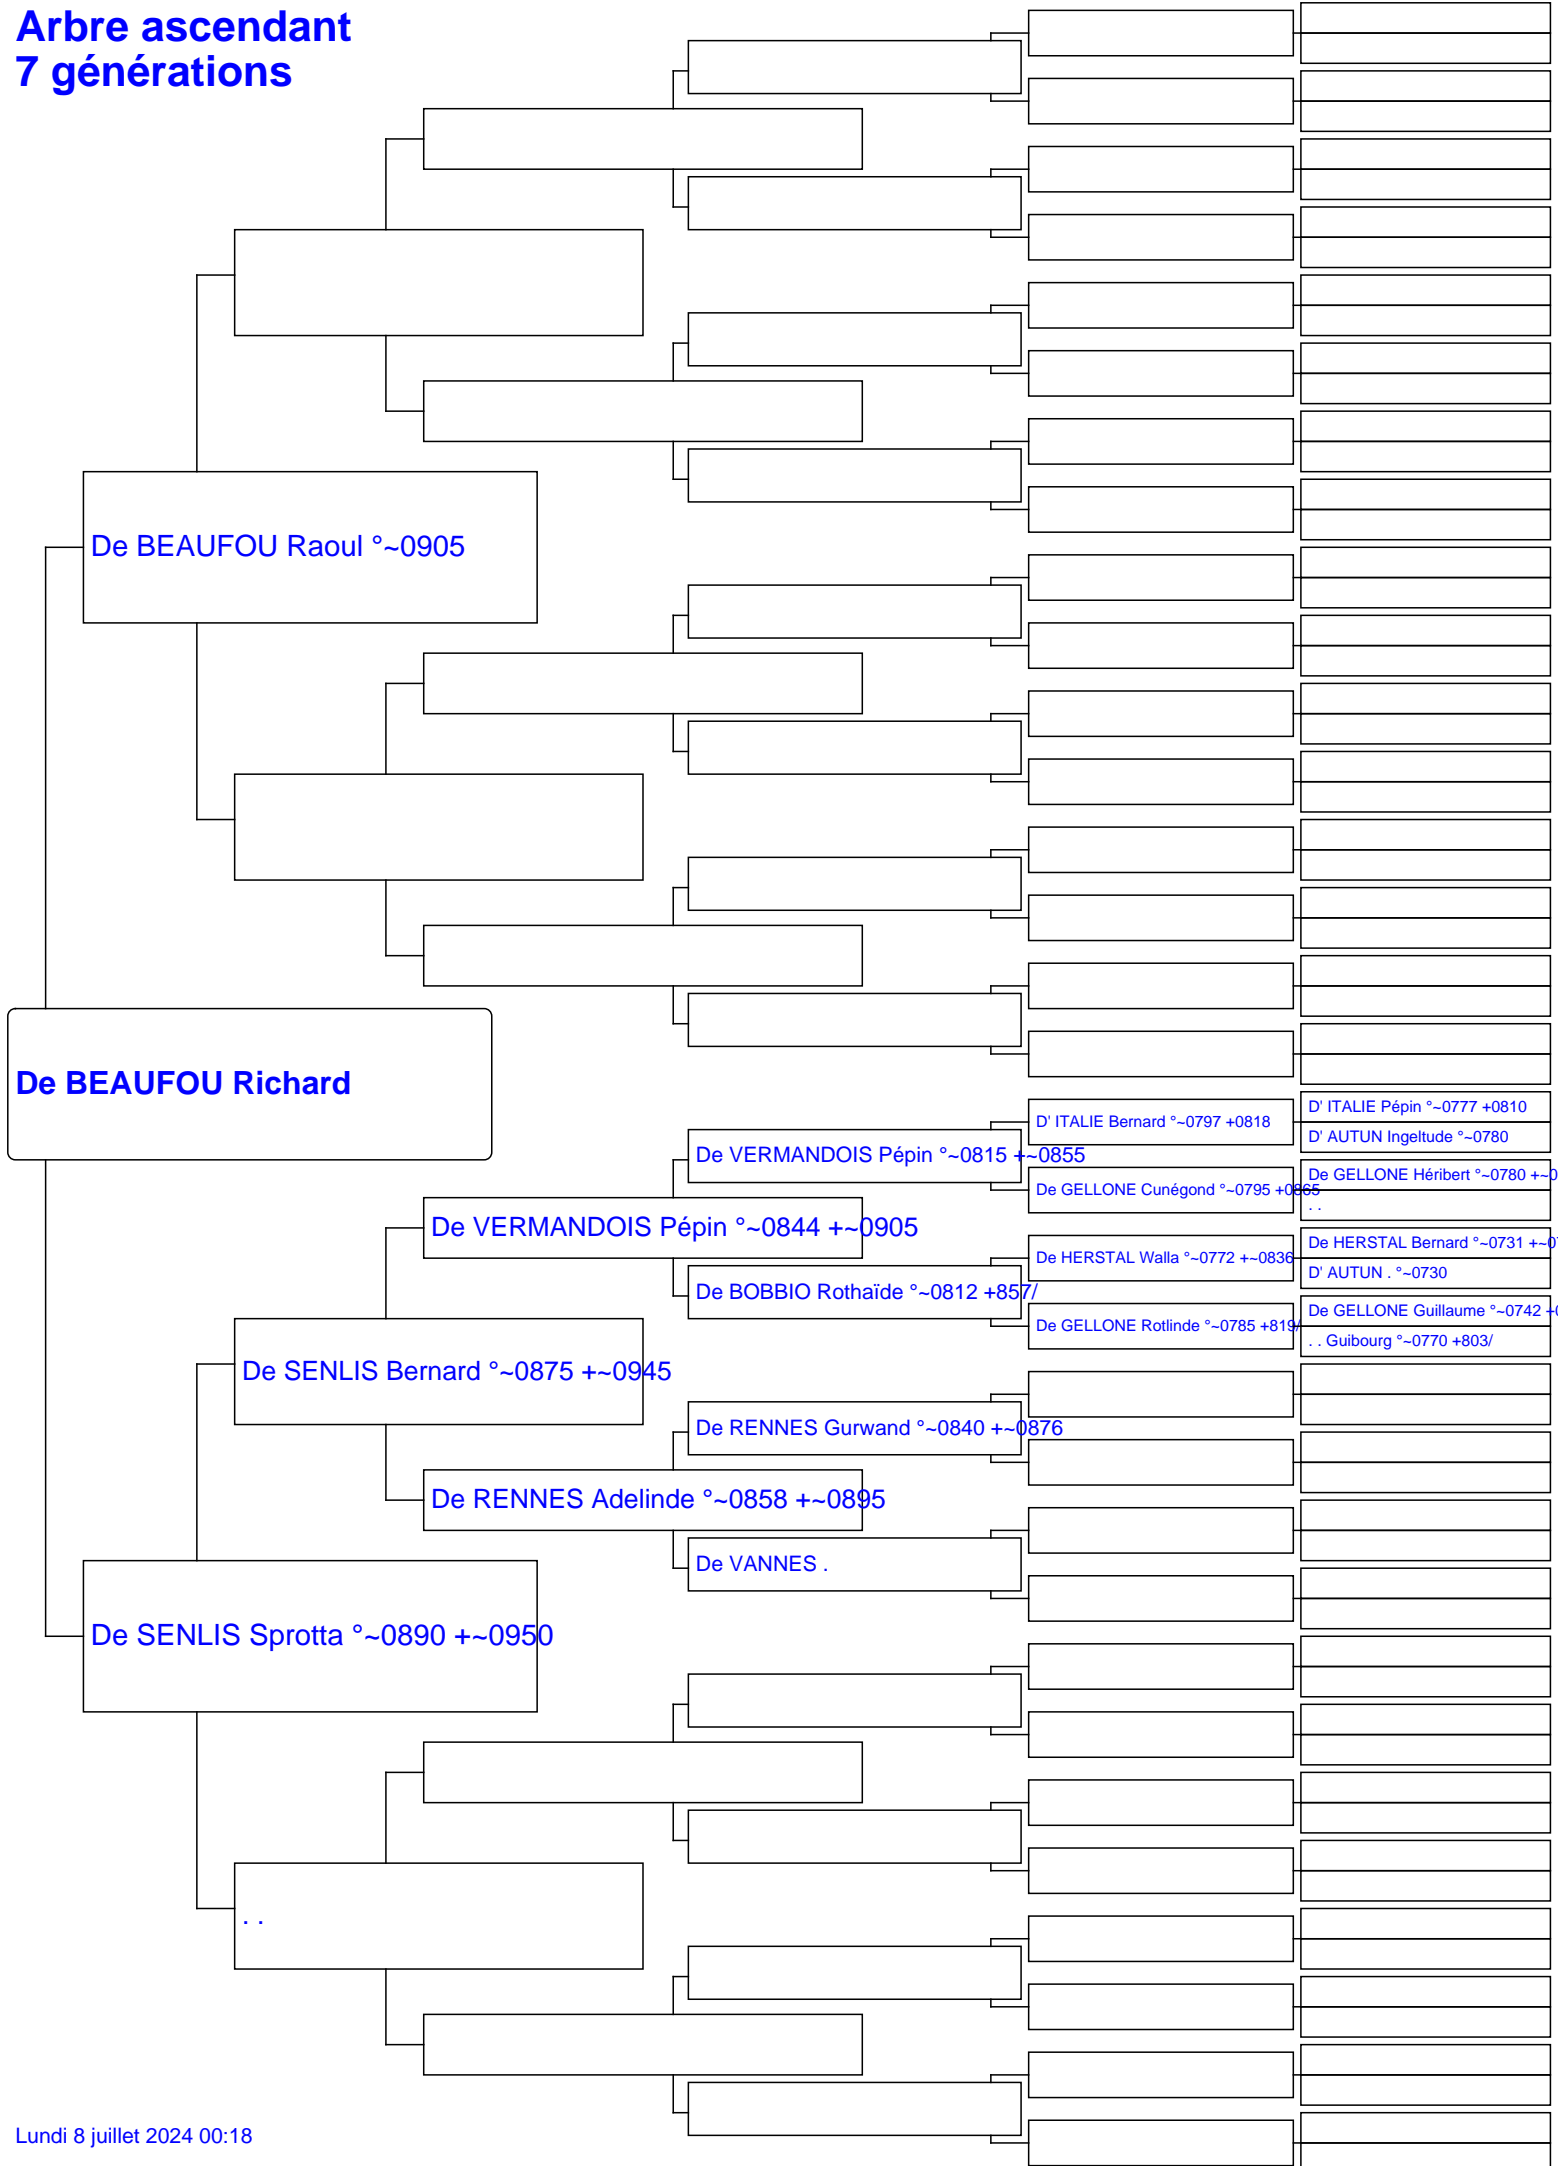 Arbre ascendant
7 générations
De BEAUFOU Raoul °~0905
De BEAUFOU Richard
D' ITALIE Pépin °~0777 +0810
D' ITALIE Bernard °~0797 +0818
D' AUTUN Ingeltude °~0780
De VERMANDOIS Pépin °~0815 +~0855
De GELLONE Héribert °~0780 +~0
De GELLONE Cunégond °~0795 +0865
. .
De VERMANDOIS Pépin °~0844 +~0905
De HERSTAL Bernard °~0731 +~0
De HERSTAL Walla °~0772 +~0836
D' AUTUN . °~0730
De BOBBIO Rothaïde °~0812 +857/
De GELLONE Guillaume °~0742 +0
De GELLONE Rotlinde °~0785 +819/
. . Guibourg °~0770 +803/
De SENLIS Bernard °~0875 +~0945
De RENNES Gurwand °~0840 +~0876
De RENNES Adelinde °~0858 +~0895
De VANNES .
De SENLIS Sprotta °~0890 +~0950
. .
Lundi 8 juillet 2024 00:18